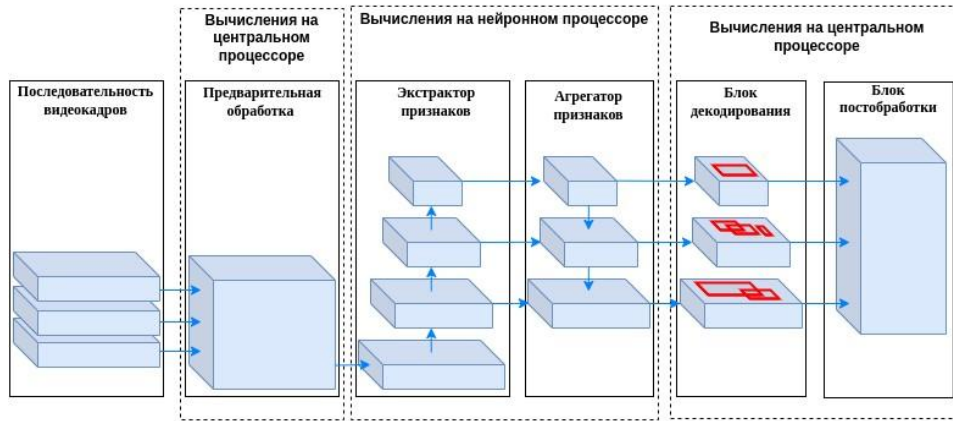 Вычисления на
центральном
процессоре
Вычисления на нейронном процессоре
Вычисления на центральном
процессоре
Последовательность
видеокадров
Предварительная
обработка
Экстрактор
признаков
Агрегатор
признаков
Блок
декодирования
Блок
постобработки